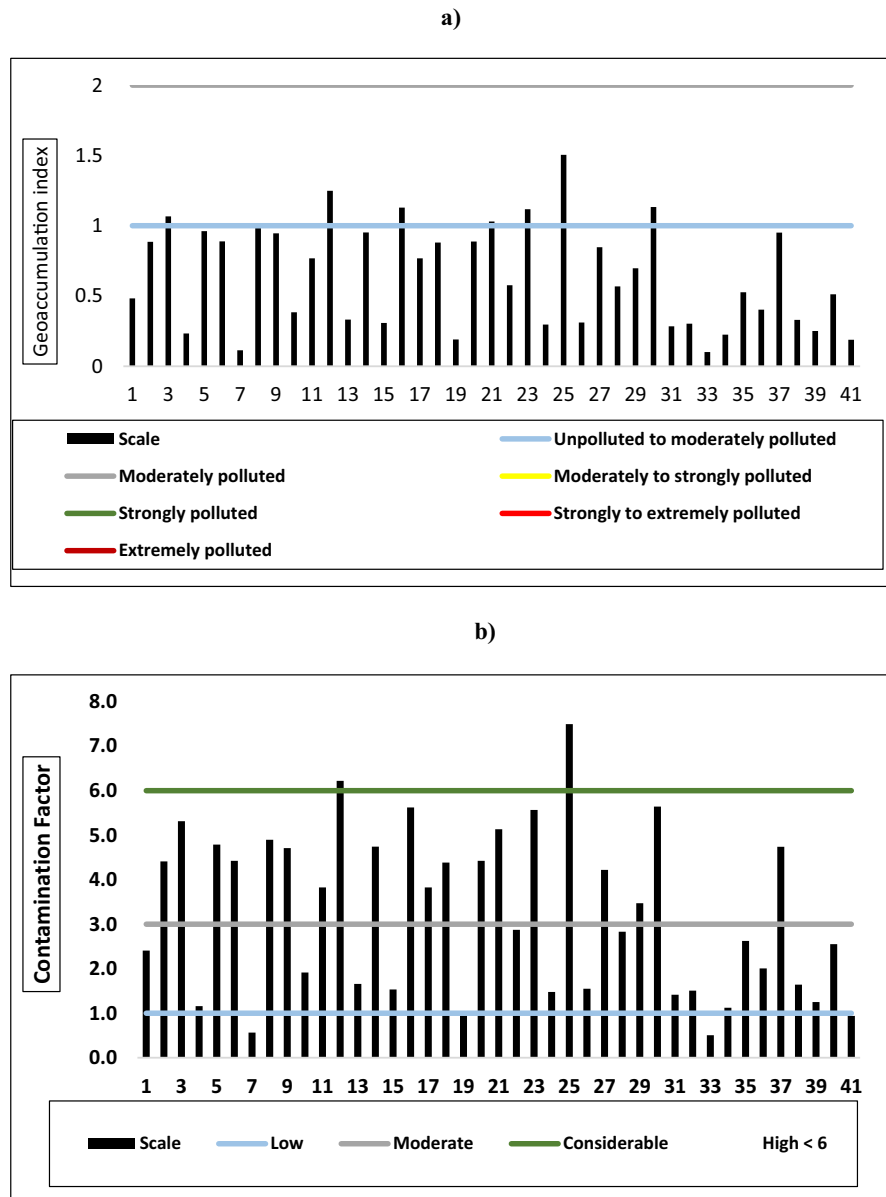 a)
Geoaccumulation index
2
1.5
1
0.5
0
1 3 5 7 9 11 13 15 17 19 21 23 25 27 29 31 33 35 37 39 41
Scale Unpolluted to moderately polluted
Moderately polluted Moderately to strongly polluted
Strongly polluted Strongly to extremely polluted
Extremely polluted
b)
Contamination Factor
8.0
7.0
6.0
5.0
4.0
3.0
2.0
1.0
0.0
1 3 5 7 9 11 13 15 17 19 21 23 25 27 29 31 33 35 37 39 41
Scale Low Moderate Considerable High < 6